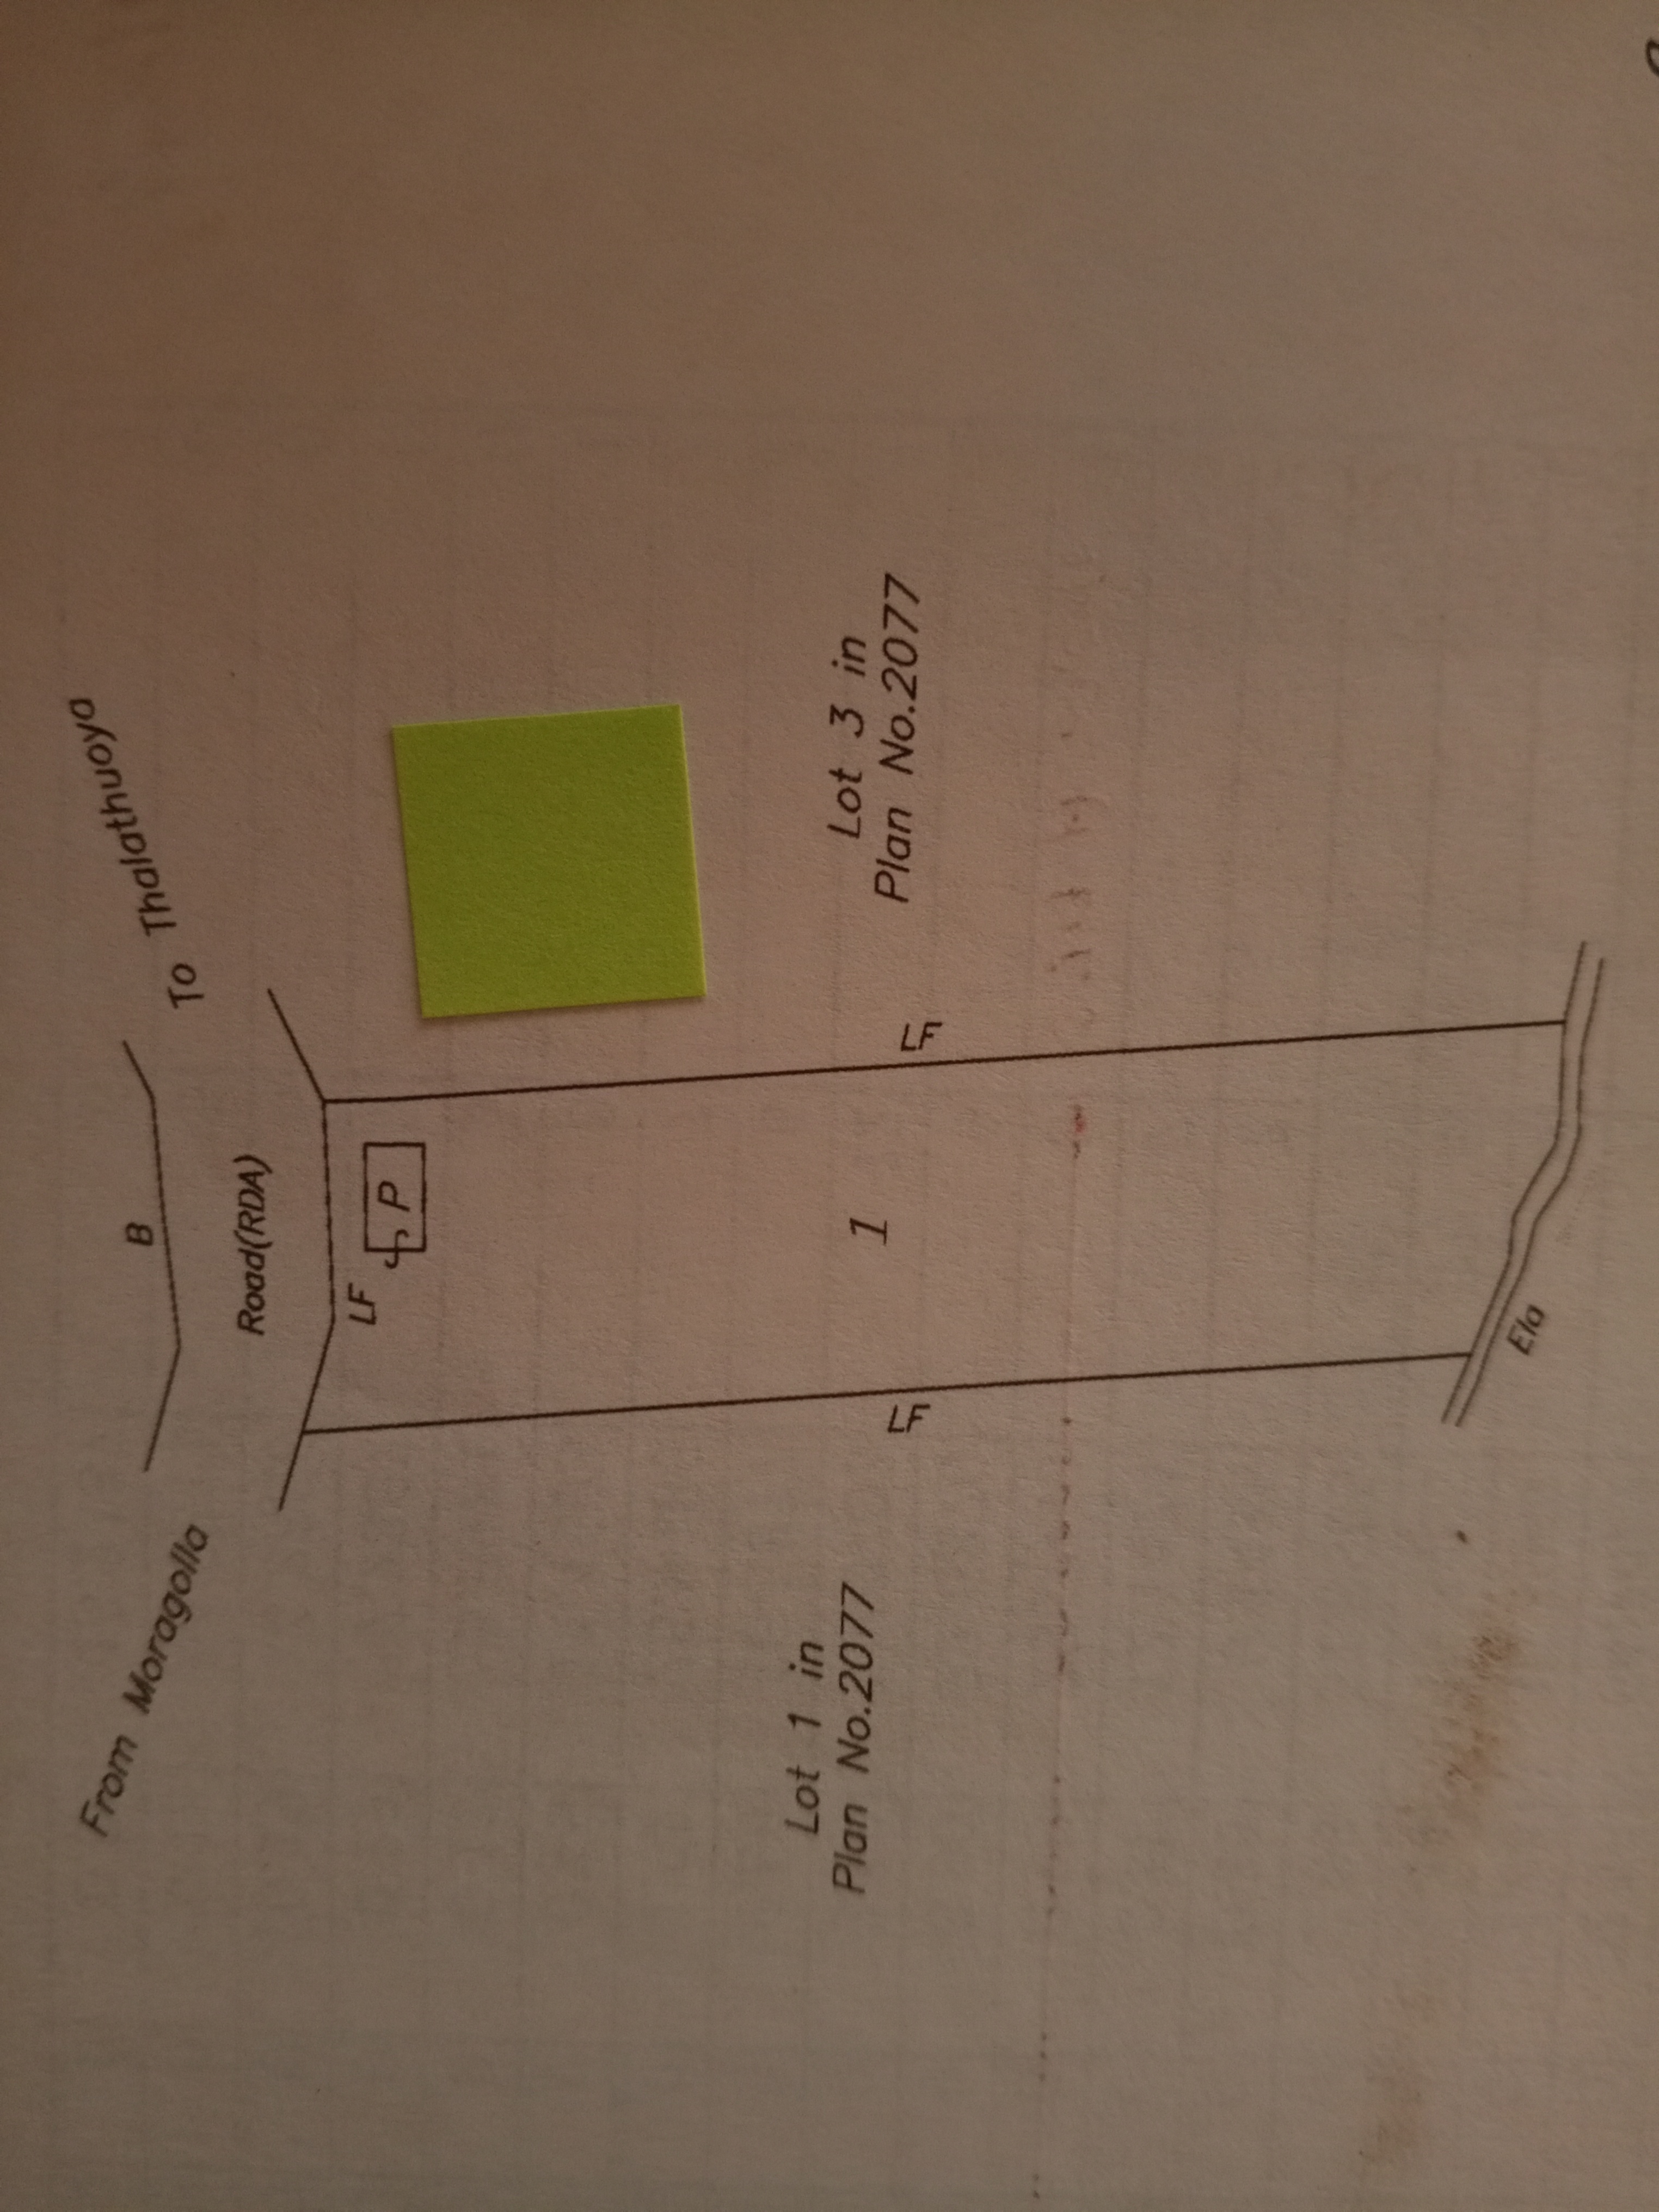 From Moragolla
To Thalathuoya
B
Road(RDA)
LF
P
Lot 1 in
Plan No.2077
LF
1
LF
Lot 3 in
Plan No.2077
Ela